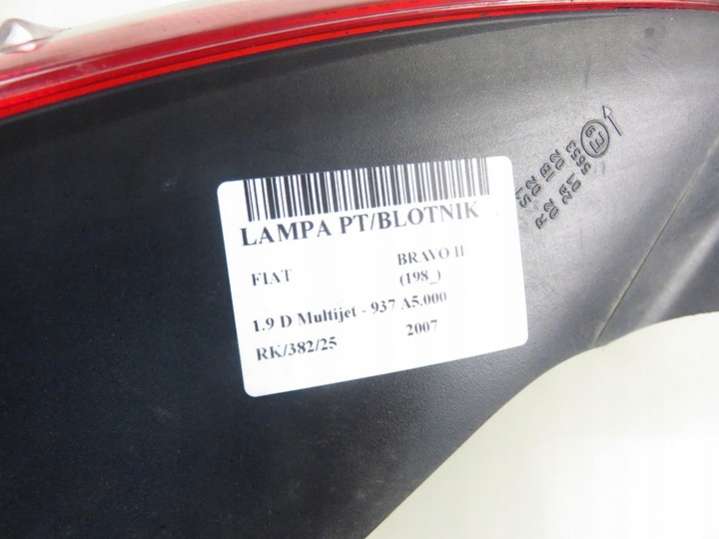 LAMPA PT/BLOTNIK
FIAT BRAVO II
(198_)
1.9 D Multijet - 937 A5.000
RK/382/25 2007